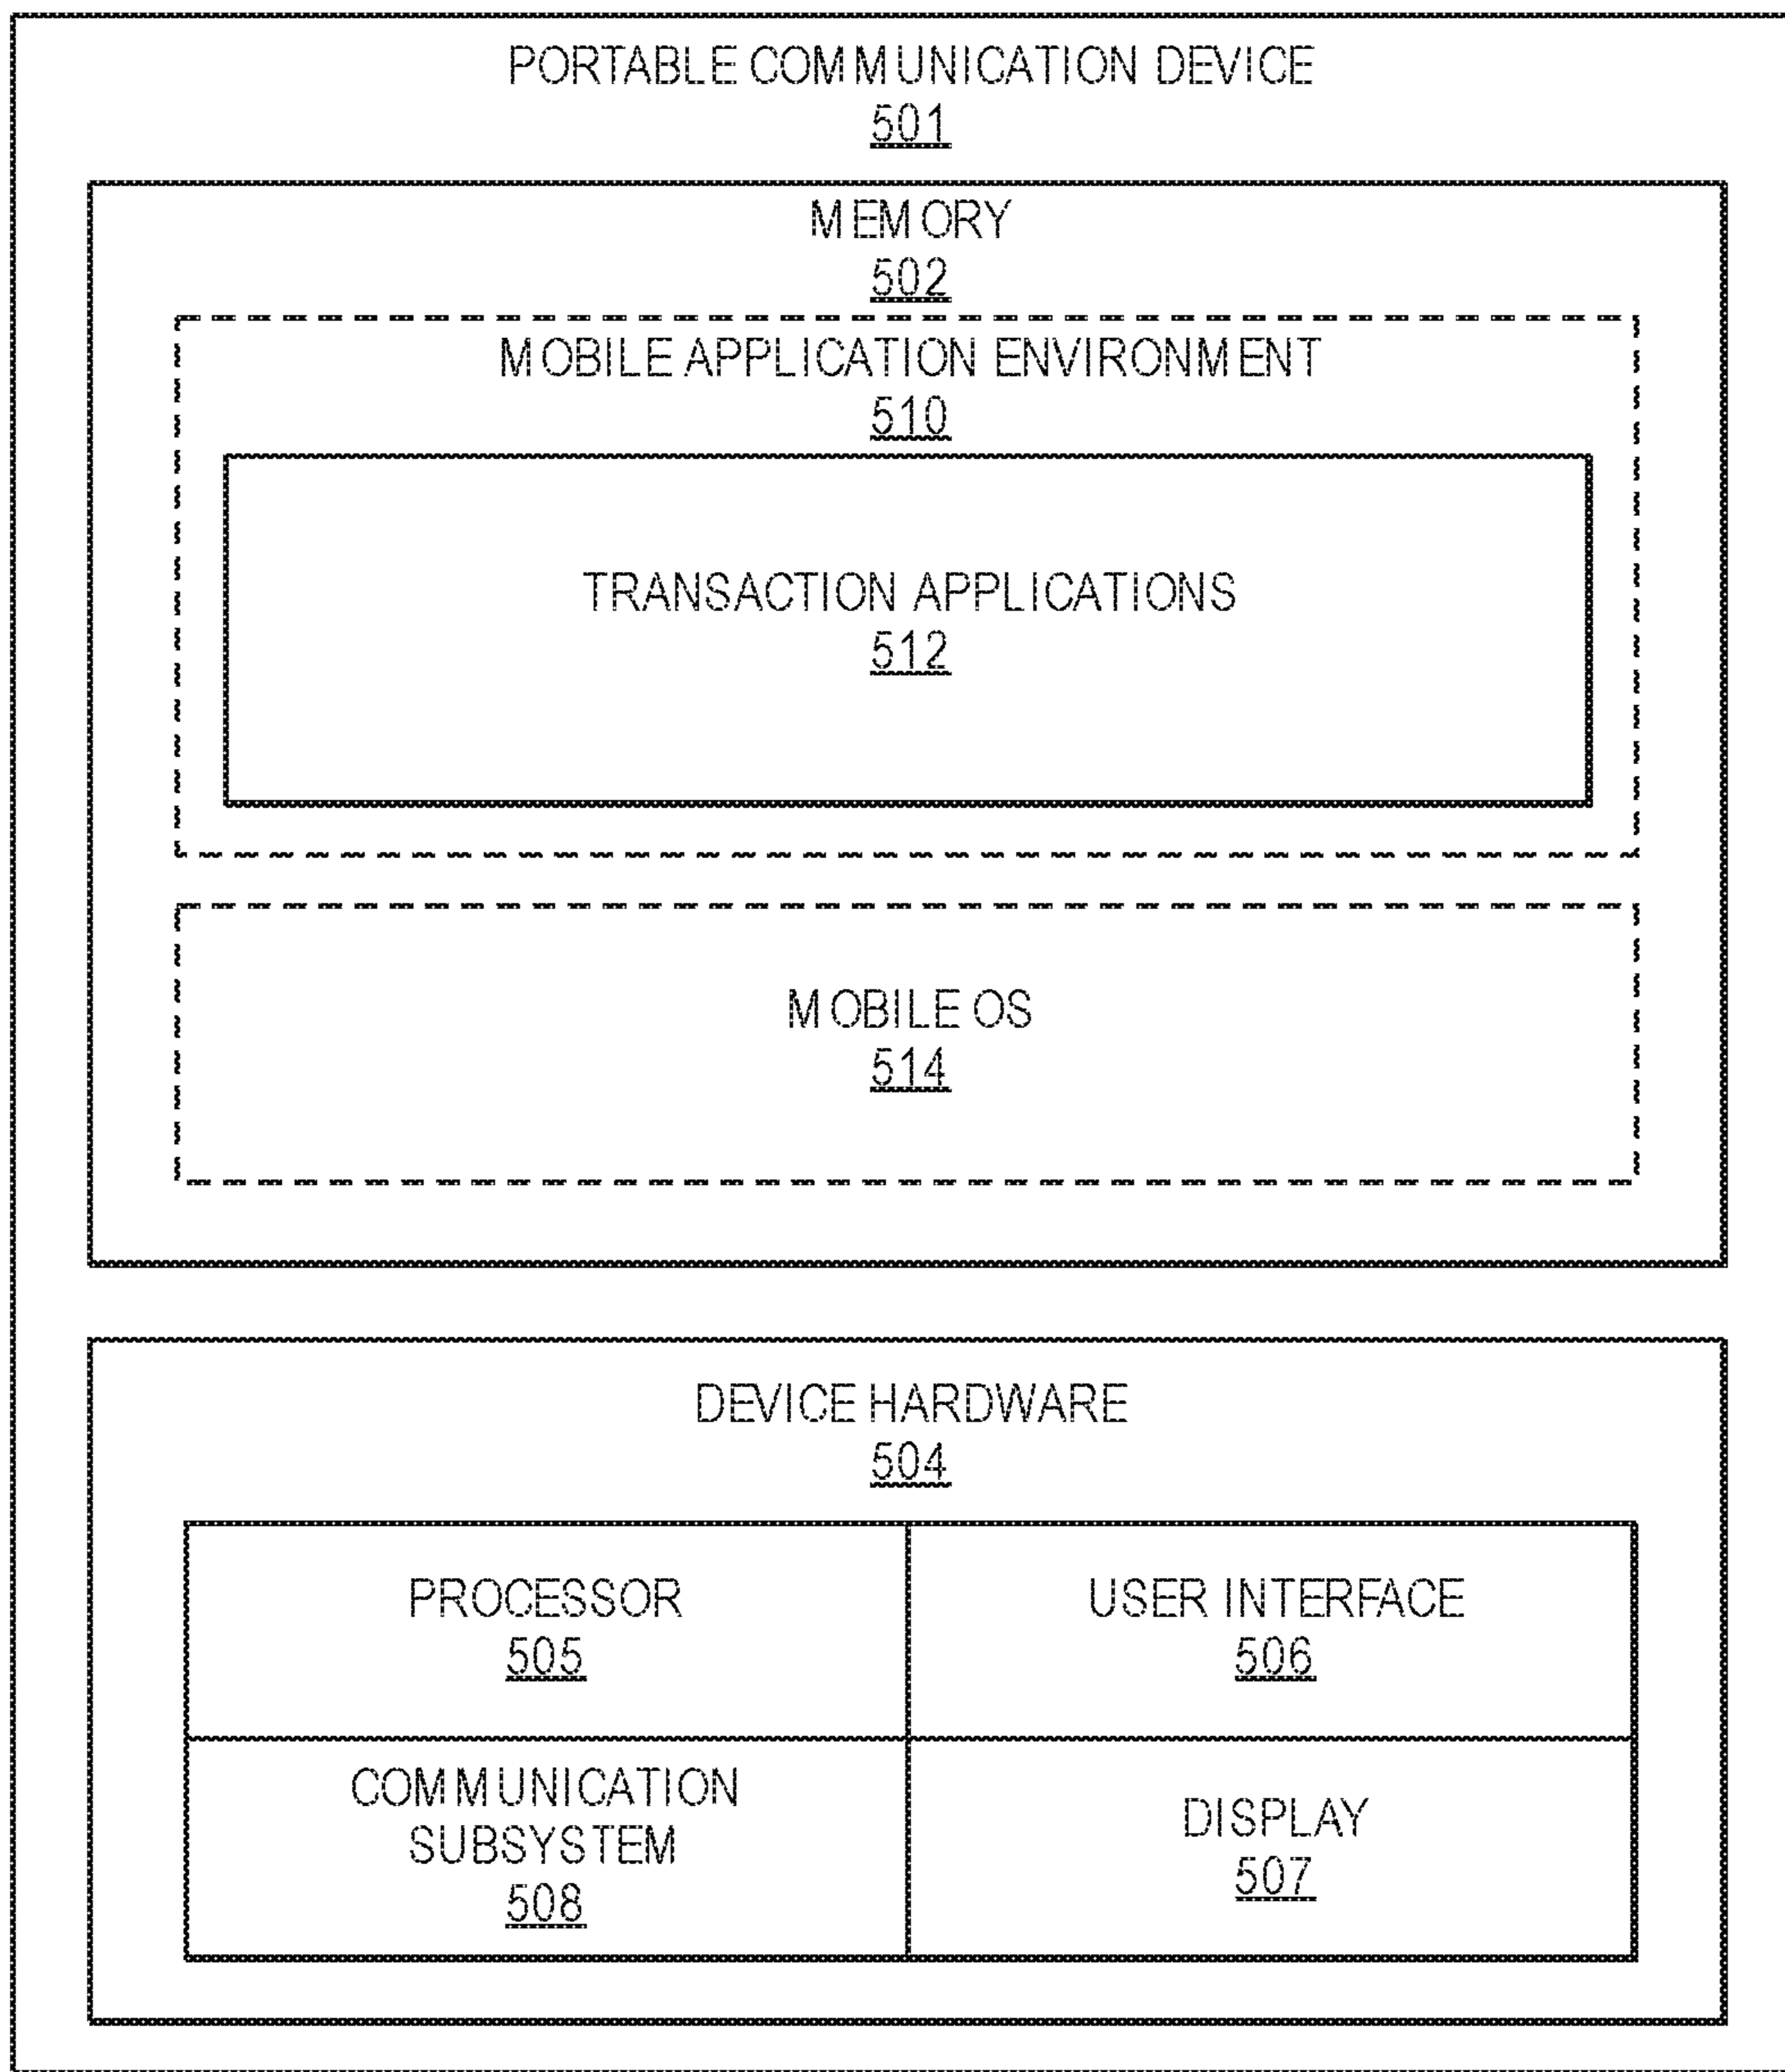 PORTABLE COMMUNICATION DEVICE
501
MEMORY
502
MOBILE APPLICATION ENVIRONMENT
510
TRANSACTION APPLICATIONS
512
MOBILE OS
514
DEVICE HARDWARE
504
PROCESSOR
505
USER INTERFACE
506
COMMUNICATION
SUBSYSTEM
508
DISPLAY
507